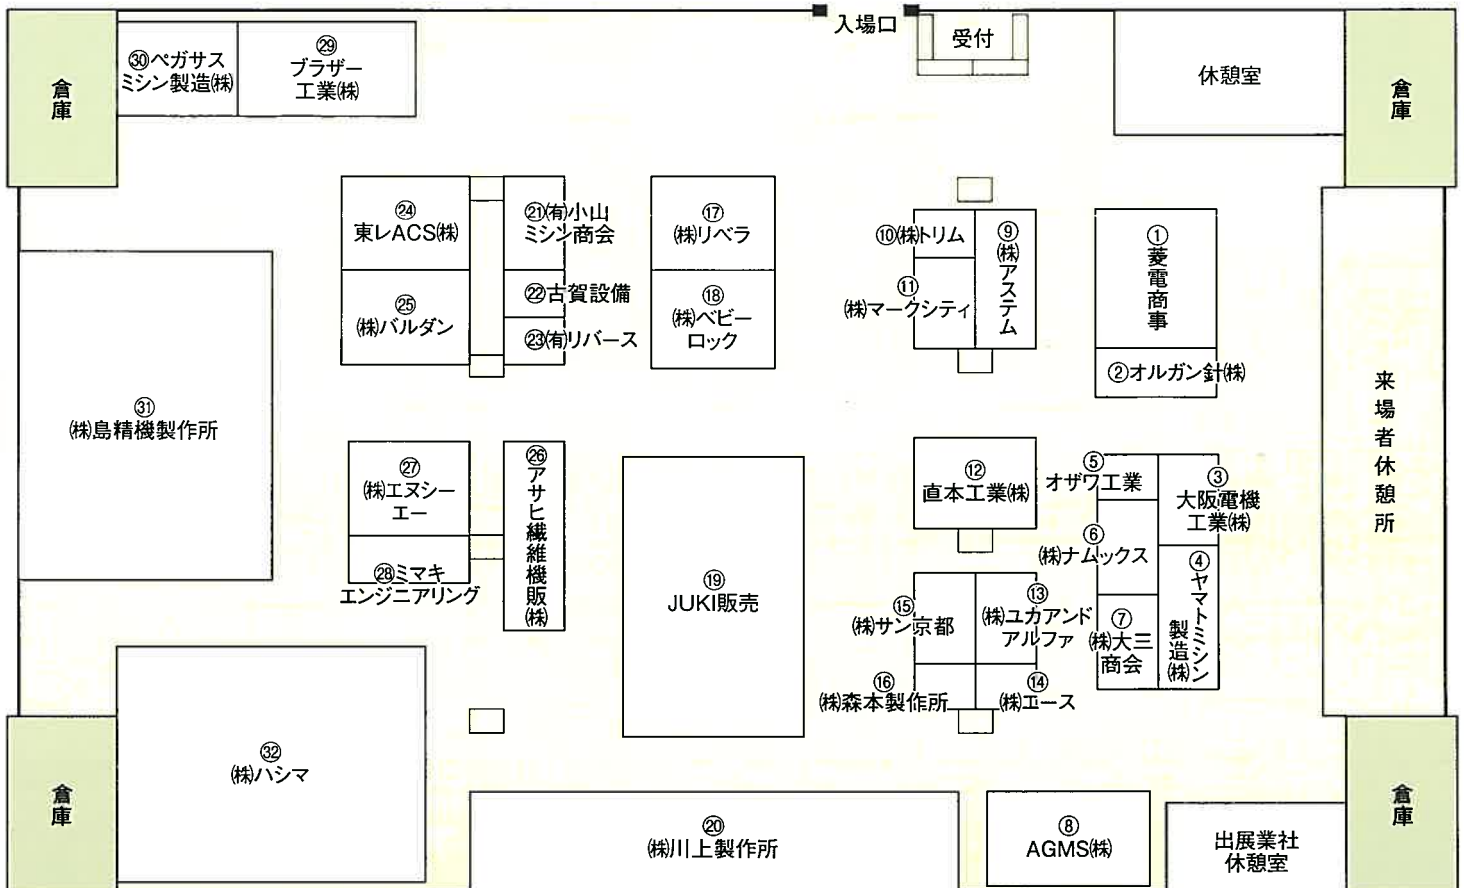 入場口
受付
休憩室
倉庫
倉庫
㉚ペガサス
ミシン製造㈱
㉙
ブラザー
工業㈱
㉔
東レACS㈱
㉕
㈱バルダン
㉑㈲小山
ミシン商会
㉒古賀設備
㉓㈲リバース
⑰
㈱リベラ
⑱
㈱ベビー
ロック
⑩㈱トリム
⑪
㈱マークシティ
⑨㈱アステム
①菱電商事
②オルガン針㈱
来場者休憩所
㉛
㈱島精機製作所
㉗
㈱エヌシー
エー
㉘ミマキ
エンジニアリング
㉖アサヒ繊維機販㈱
⑲
JUKI販売
⑫
直本工業㈱
⑮
㈱サン京都
⑬
㈱ユカアンド
アルファ
⑯
㈱森本製作所
⑭
㈱エース
⑤
オザワ工業
③
大阪電機
工業㈱
⑥
㈱ナムックス
④ヤマトミシン
製造㈱
⑦
㈱大三
商会
㉜
㈱ハシマ
倉庫
⑳
㈱川上製作所
⑧
AGMS㈱
出展業社
休憩室
倉庫